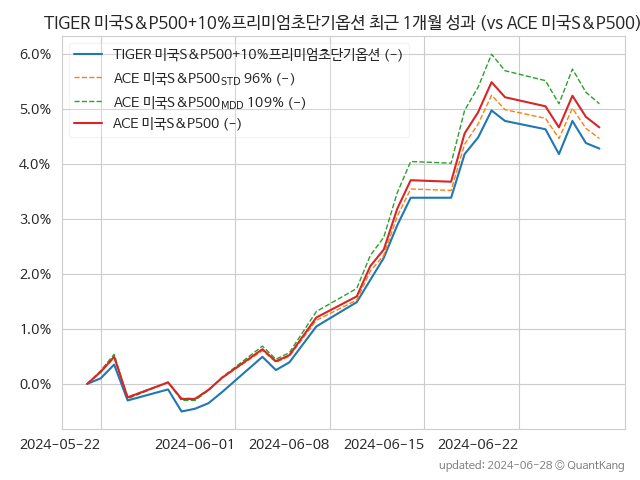 TIGER 미국S&P500+10%프리미엄초단기옵션 최근 1개월 성과 (vs ACE 미국S&P500)
6.0%
5.0%
4.0%
3.0%
2.0%
1.0%
0.0%
TIGER 미국S&P500+10%프리미엄초단기옵션 (-)
ACE 미국S&P500STD 96% (-)
ACE 미국S&P500MDD 109% (-)
ACE 미국S&P500 (-)
2024-05-22 2024-06-01 2024-06-08 2024-06-15 2024-06-22
updated: 2024-06-28 © QuantKang